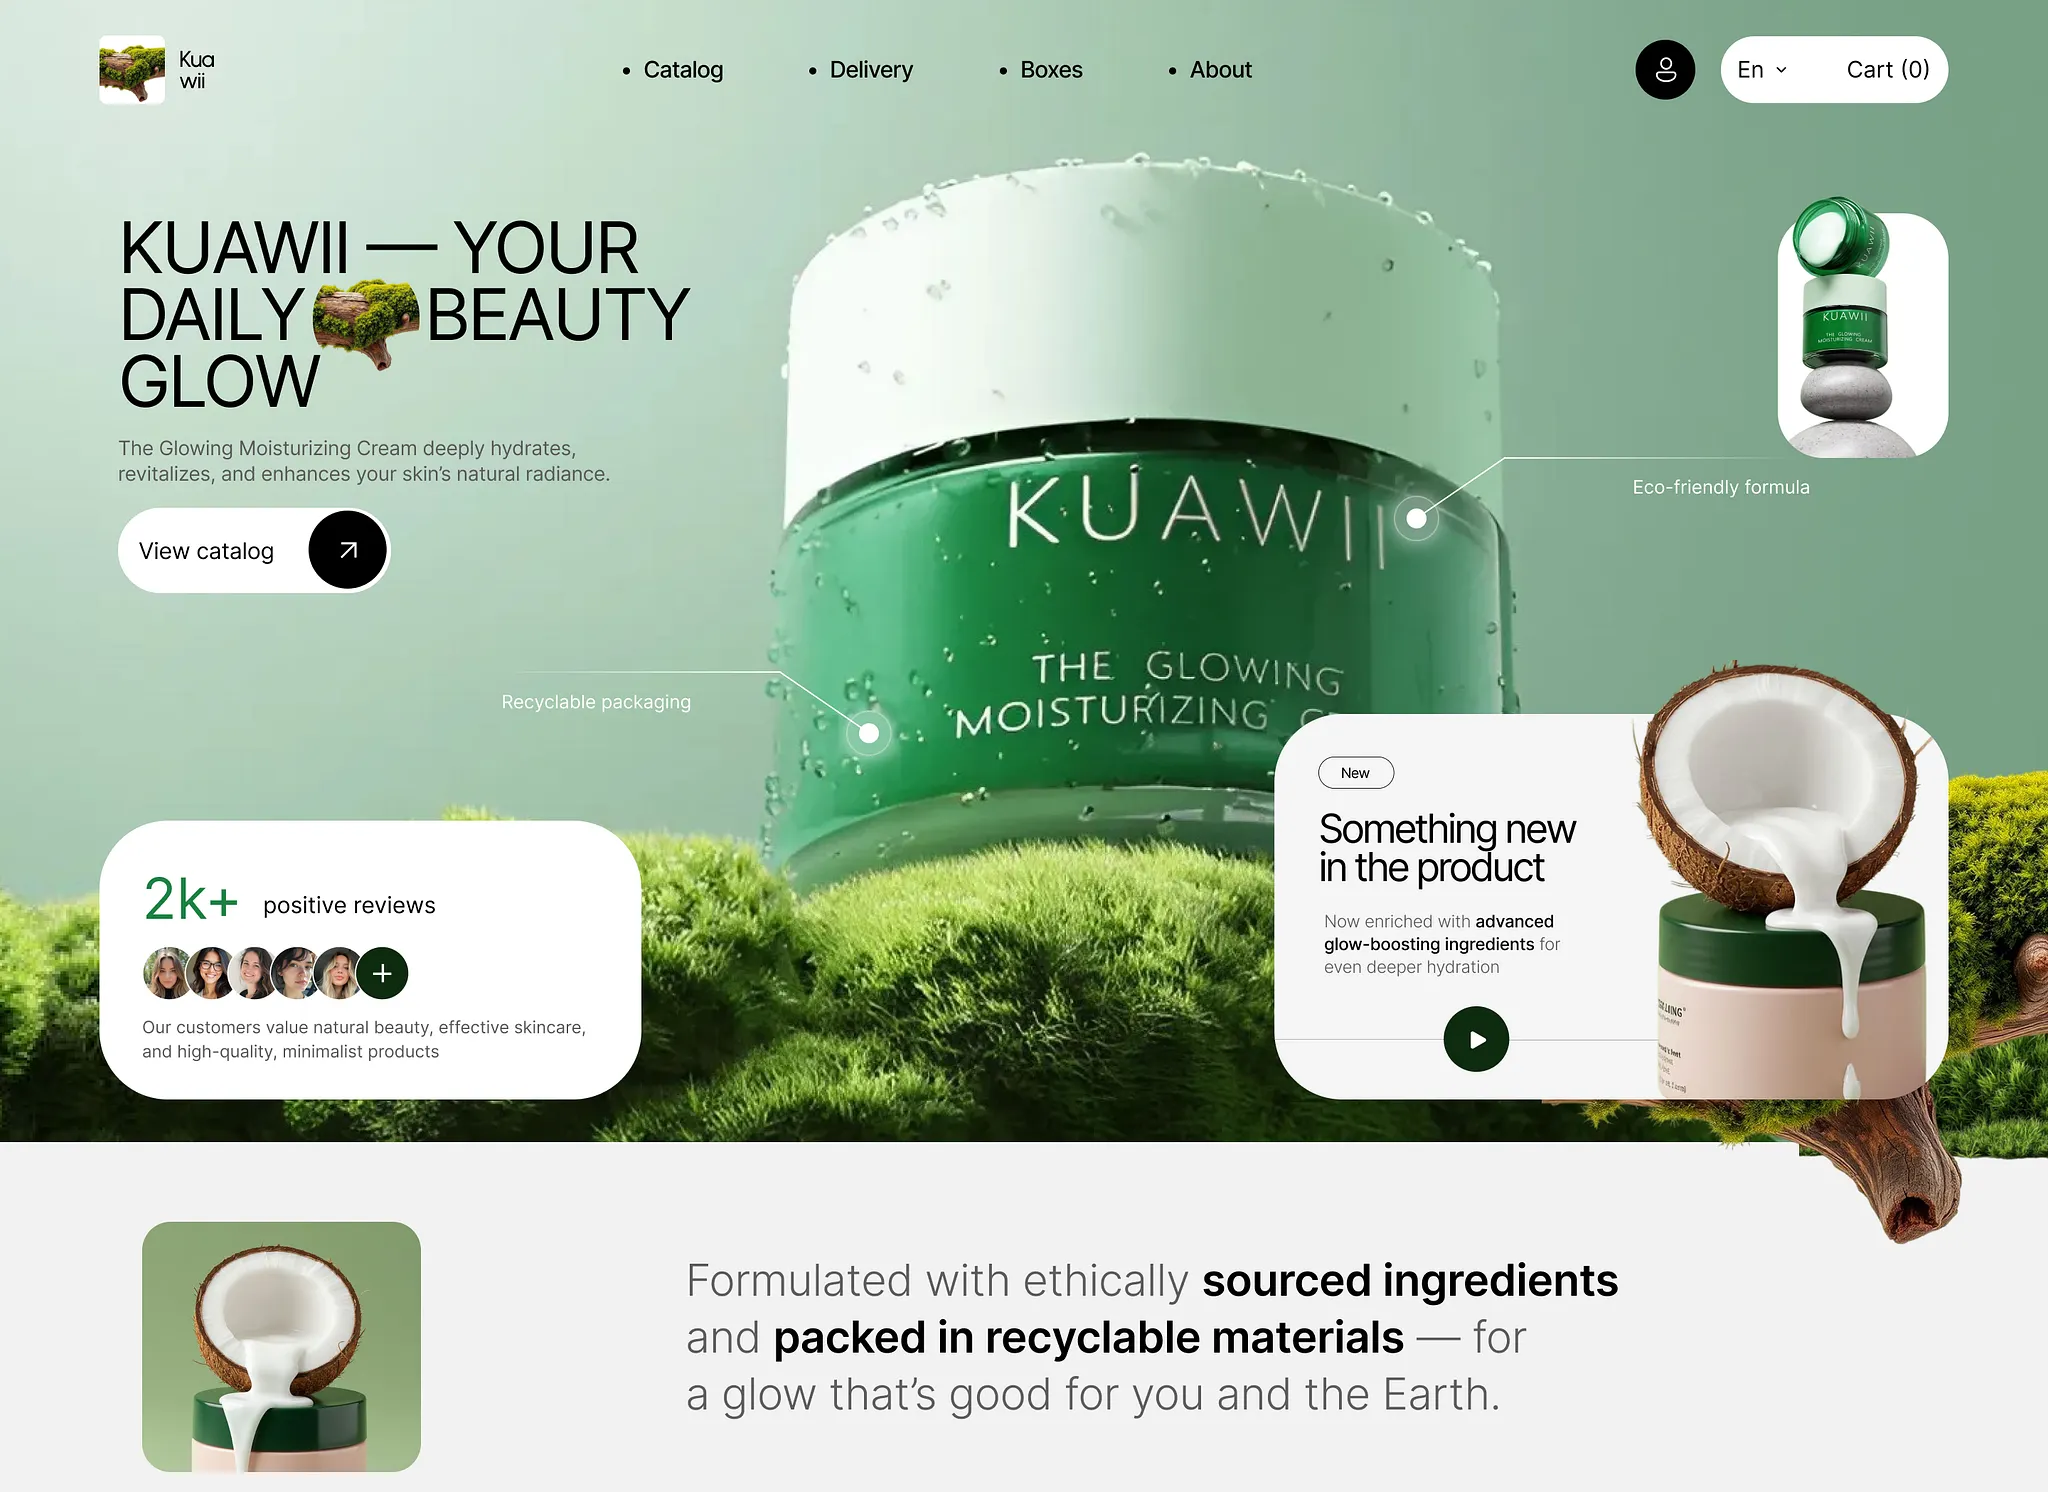 Kua
wii
Catalog
Delivery
Boxes
About
En
Cart (0)
KUAWII — YOUR
DAILY BEAUTY
GLOW
The Glowing Moisturizing Cream deeply hydrates,
revitalizes, and enhances your skin’s natural radiance.
View catalog
KUAWII
THE GLOWING
MOISTURIZING
KUAWII
KUAWII
THE GLOWING
MOISTURIZING CREAM
Eco-friendly formula
Recyclable packaging
2k+ positive reviews
Our customers value natural beauty, effective skincare,
and high-quality, minimalist products
New
Something new
in the product
Now enriched with advanced
glow-boosting ingredients for
even deeper hydration
Formulated with ethically sourced ingredients
and packed in recyclable materials — for
a glow that’s good for you and the Earth.